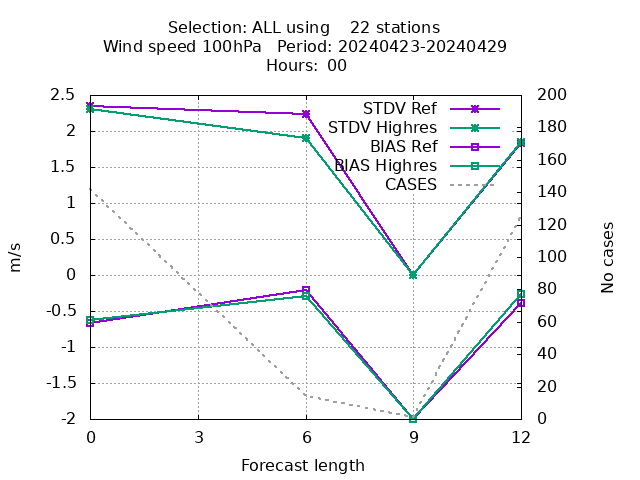 Selection: ALL using    22 stations
Wind speed 100hPa   Period: 20240423-20240429
Hours:  00
STDV Ref
STDV Highres
BIAS Ref
BIAS Highres
CASES
2.5
2
1.5
1
0.5
0
-0.5
-1
-1.5
-2
200
180
160
140
120
100
80
60
40
20
0
m/s
No cases
0
3
6
9
12
Forecast length